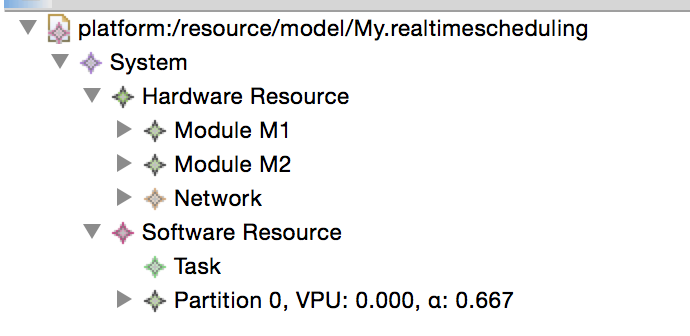 platform:/resource/model/My.realtimescheduling
System
Hardware Resource
Module M1
Module M2
Network
Software Resource
Task
Partition 0, VPU: 0.000, α: 0.667